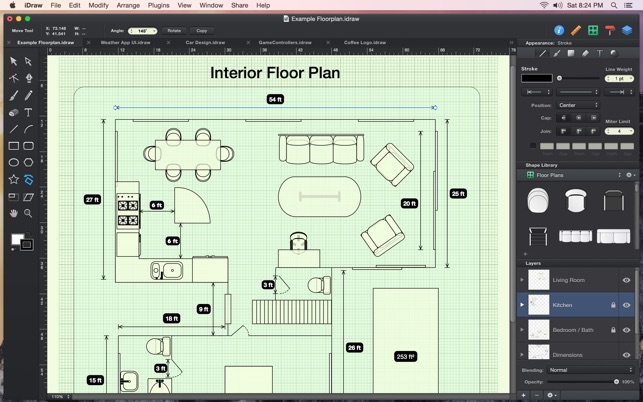 iDraw File Edit Modify Arrange Plugins View Window Share Help
Sat 8:24 PM
Example Floorplan.idraw
Move Tool X: 73,148 W: -- Angle: Rotate Copy
Y: 41,841 H: --
Example Floorplan.idraw Weather App UI.idraw Car Design.idraw GameControllers.idraw Coffee Logo.idraw
Appearance: Stroke
Interior Floor Plan
54 ft
27 ft
6 ft
6 ft
20 ft
25 ft
3 ft
9 ft
18 ft
26 ft
253 ft²
3 ft
15 ft
110%
Stroke Line Weight
1 pt
Position: Center
Cap: Miter Limit
Join: 4
Shape Library
Floor Plans
Layers
Living Room
Kitchen
Bedroom / Bath
Dimensions
Blending: Normal
Opacity: 100%